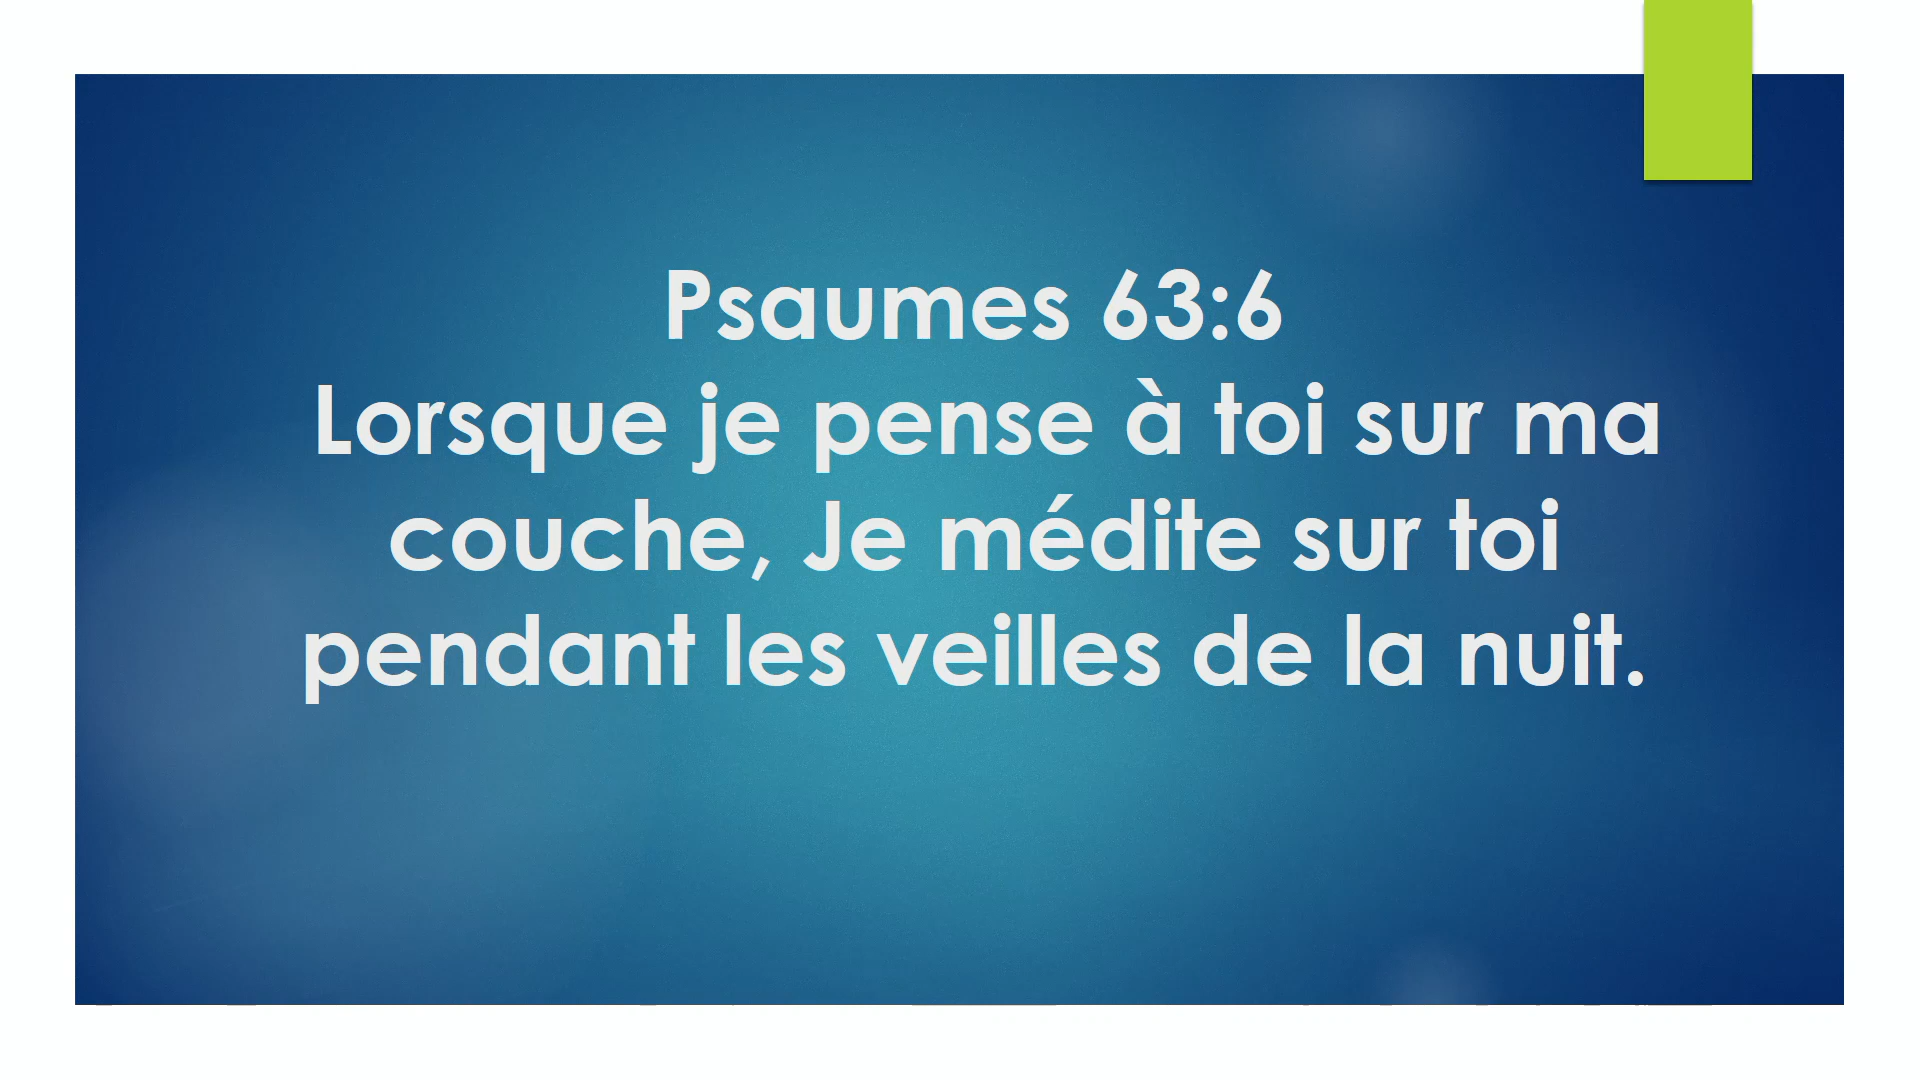 Psaumes 63:6
Lorsque je pense à toi sur ma
couche, Je médite sur toi
pendant les veilles de la nuit.